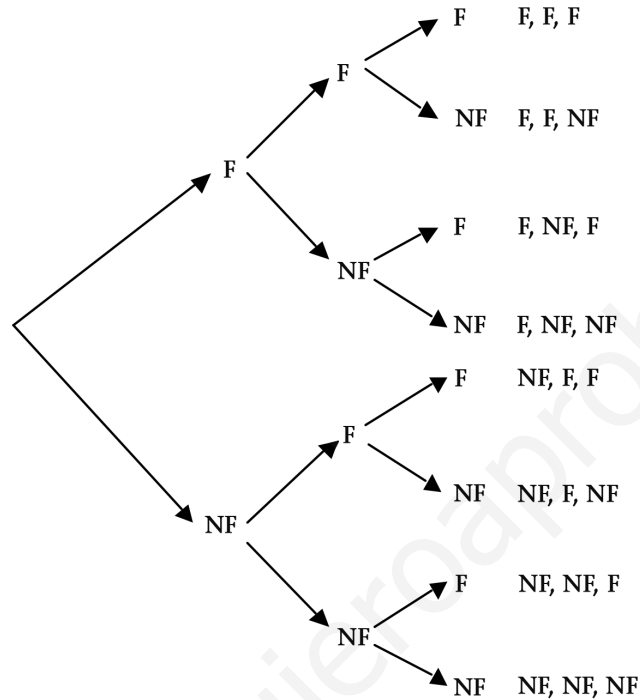 F F, F, F
F
NF F, F, NF
F
F F, NF, F
NF
NF F, NF, NF
F NF, F, F
F
NF NF, F, NF
NF
F NF, NF, F
NF
NF NF, NF, NF